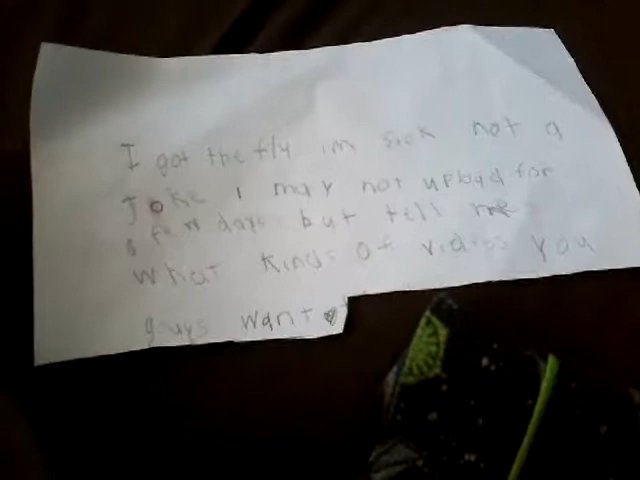 I got the fly im sick not a
Joke i may not upload for
a few days but tell me
what kinds of videos you
guys want